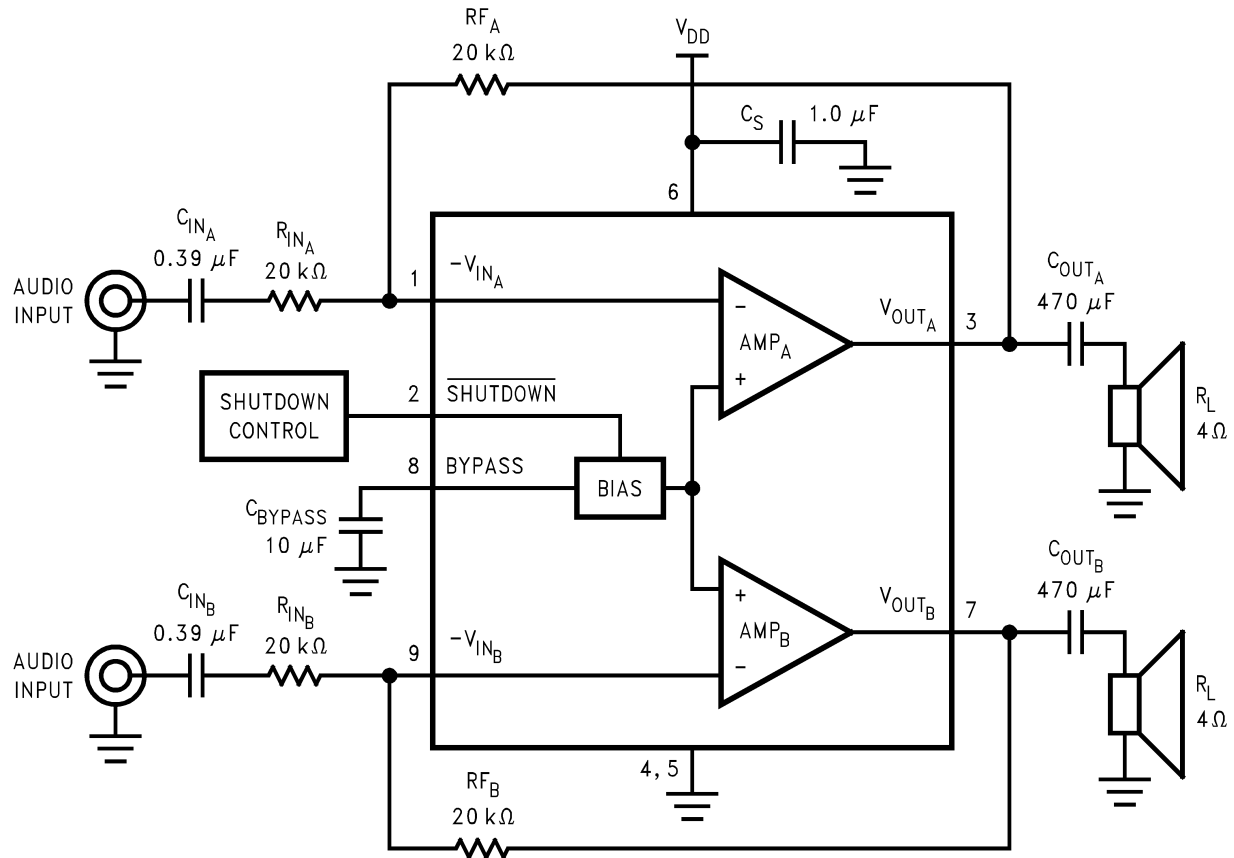 RF_A
20 kΩ
V_DD
C_S 1.0 µF
6
C_IN_A
0.39 µF
R_IN_A
20 kΩ
AUDIO
INPUT
1
-V_IN_A
-
AMP_A
+
V_OUT_A
3
C_OUT_A
470 µF
R_L
4Ω
SHUTDOWN
CONTROL
2
SHUTDOWN
8
BYPASS
BIAS
C_BYPASS
10 µF
C_IN_B
0.39 µF
R_IN_B
20 kΩ
AUDIO
INPUT
9
-V_IN_B
+
AMP_B
-
V_OUT_B
7
C_OUT_B
470 µF
R_L
4Ω
4, 5
RF_B
20 kΩ